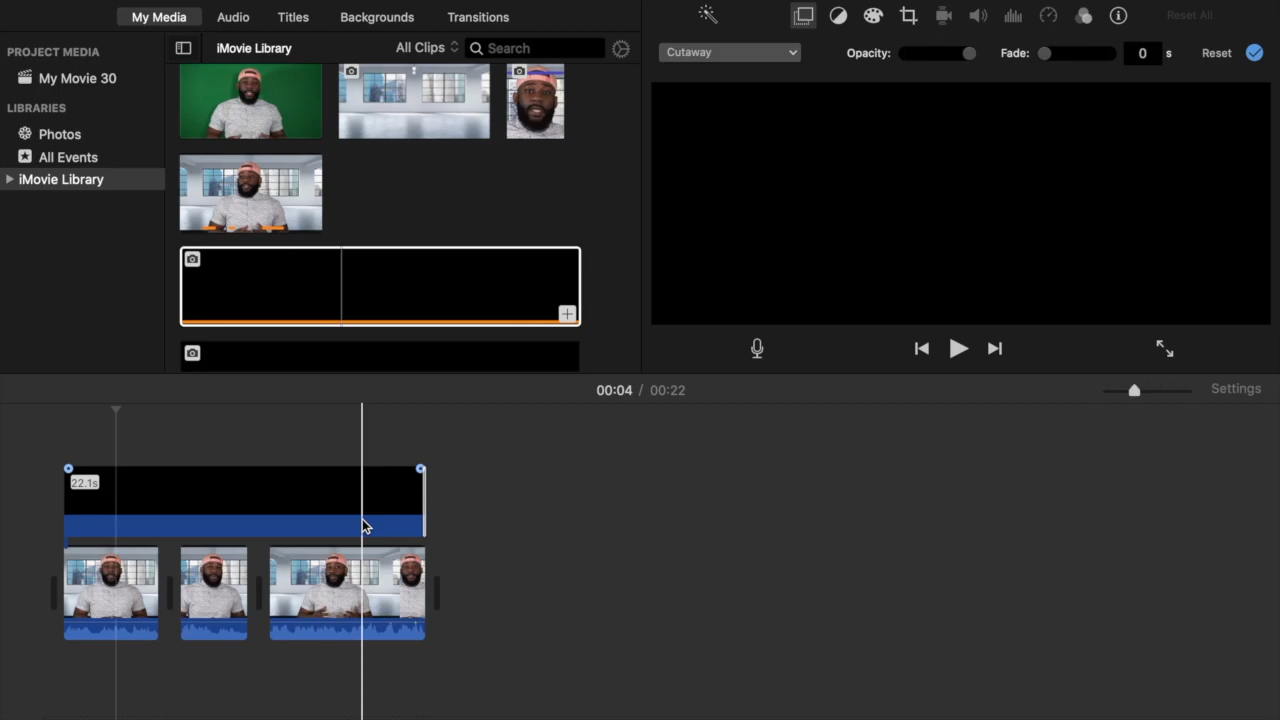 My Media Audio Titles Backgrounds Transitions
Reset All
PROJECT MEDIA
My Movie 30
LIBRARIES
Photos
All Events
iMovie Library
iMovie Library All Clips Search
Cutaway Opacity: Fade: 0 s Reset
00:04 / 00:22 Settings
22.1s